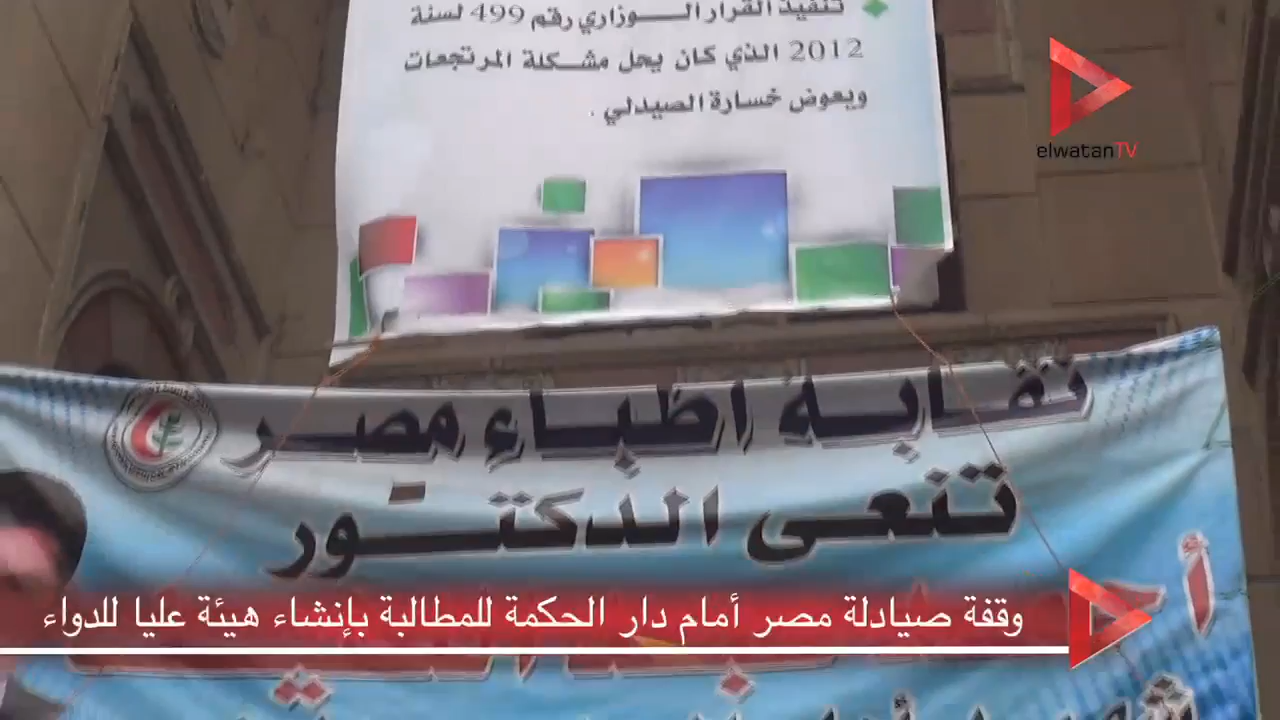 تنفيذ القرار الوزاري رقم 499 لسنة
2012 الذي كان يحل مشكلة المرتجعات
ويعوض خسارة الصيدلي .
elwatanTV
نقابة اطباء مصر
تنعى الدكتور
وقفة صيادلة مصر أمام دار الحكمة للمطالبة بإنشاء هيئة عليا للدواء